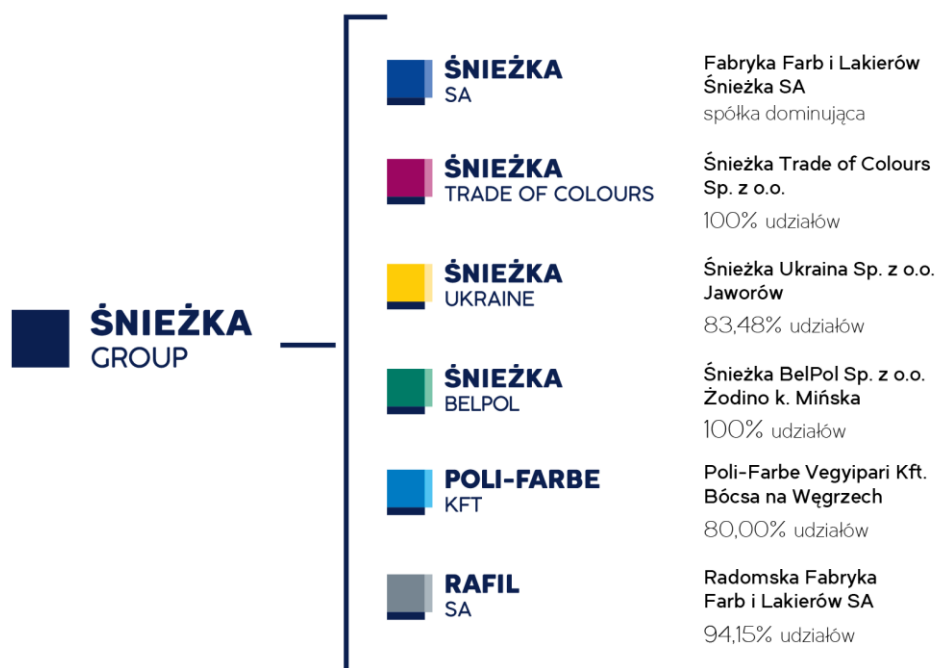 ŚNIEŻKA
GROUP
ŚNIEŻKA
SA
Fabryka Farb i Lakierów
Śnieżka SA
spółka dominująca
ŚNIEŻKA
TRADE OF COLOURS
Śnieżka Trade of Colours
Sp. z o.o.
100% udziałów
ŚNIEŻKA
UKRAINE
Śnieżka Ukraina Sp. z o.o.
Jaworów
83,48% udziałów
ŚNIEŻKA
BELPOL
Śnieżka BelPol Sp. z o.o.
Żodino k. Mińska
100% udziałów
POLI-FARBE
KFT
Poli-Farbe Vegyipari Kft.
Bócsa na Węgrzech
80,00% udziałów
RAFIL
SA
Radomska Fabryka
Farb i Lakierów SA
94,15% udziałów